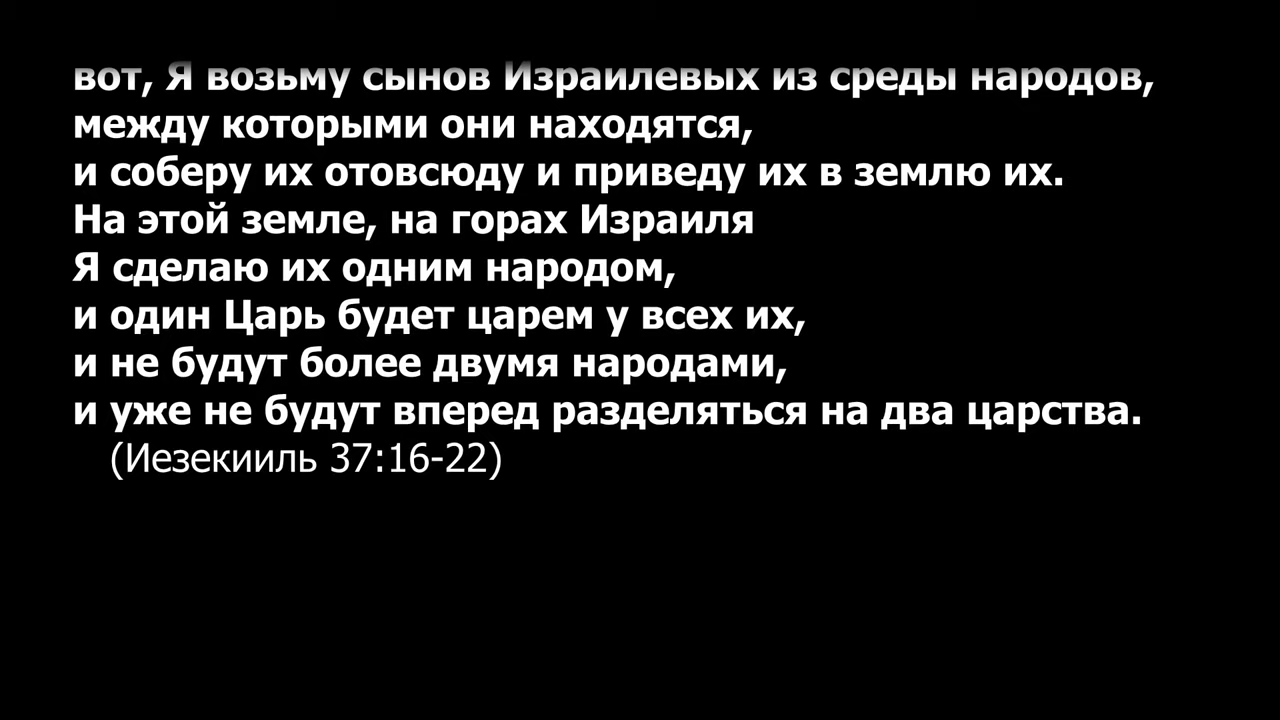 вот, Я возьму сынов Израилевых из среды народов,
между которыми они находятся,
и соберу их отовсюду и приведу их в землю их.
На этой земле, на горах Израиля
Я сделаю их одним народом,
и один Царь будет царем у всех их,
и не будут более двумя народами,
и уже не будут вперед разделяться на два царства.
(Иезекииль 37:16-22)